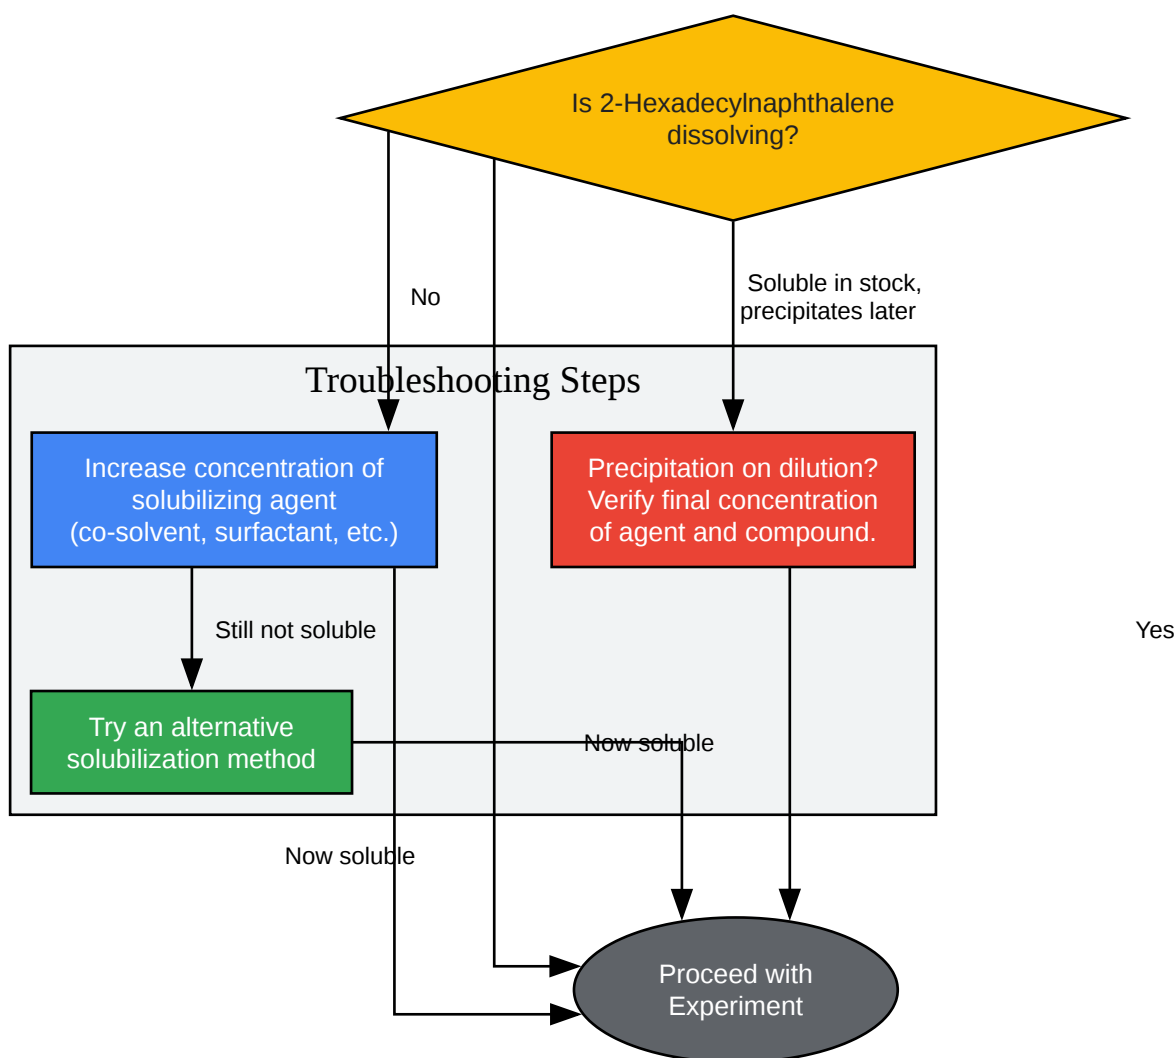 Is 2-Hexadecylnaphthalene
dissolving?
No
Soluble in stock,
precipitates later
Troubleshooting Steps
Increase concentration of
solubilizing agent
(co-solvent, surfactant, etc.)
Precipitation on dilution?
Verify final concentration
of agent and compound.
Still not soluble
Yes
Try an alternative
solubilization method
Now soluble
Now soluble
Proceed with
Experiment